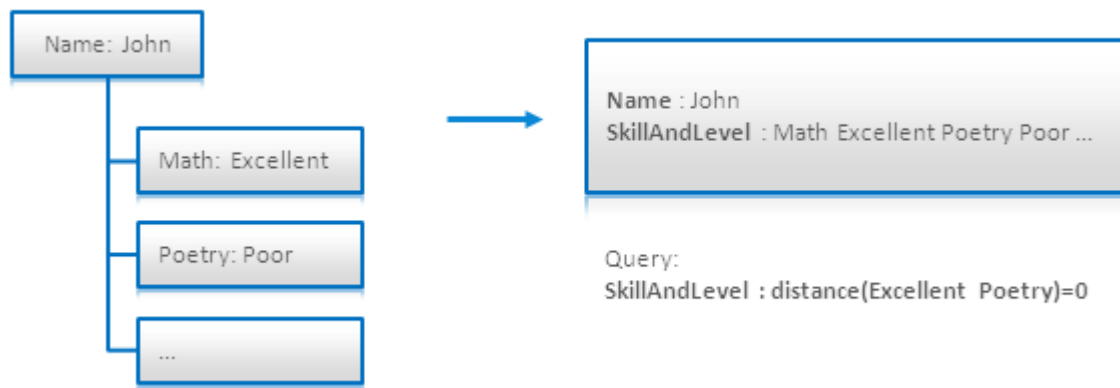 Name: John
Math: Excellent
Poetry: Poor
...
Name : John
SkillAndLevel : Math Excellent Poetry Poor ...
Query:
SkillAndLevel : distance(Excellent Poetry)=0